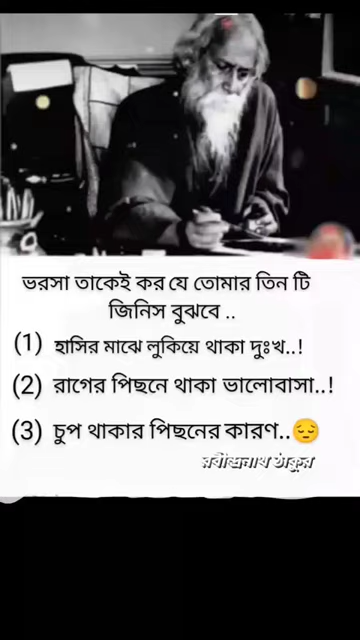 ভরসা তাকেই কর যে তোমার তিন টি
জিনিস বুঝবে ..
(1) হাসির মাঝে লুকিয়ে থাকা দুঃখ..!
(2) রাগের পিছনে থাকা ভালোবাসা..!
(3) চুপ থাকার পিছনের কারণ..😔
রবীন্দ্রনাথ ঠাকুর